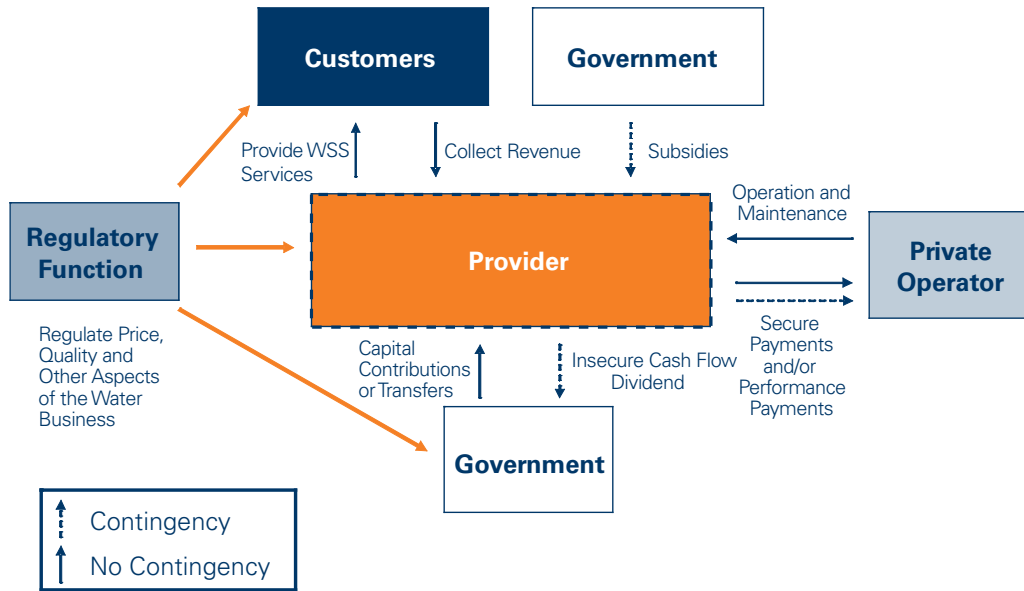 Customers
Government
Provide WSS
Services
Collect Revenue
Subsidies
Operation and
Maintenance
Regulatory
Function
Provider
Private
Operator
Regulate Price,
Quality and
Other Aspects
of the Water
Business
Capital
Contributions
or Transfers
Insecure Cash Flow
Dividend
Secure
Payments
and/or
Performance
Payments
Government
Contingency
No Contingency